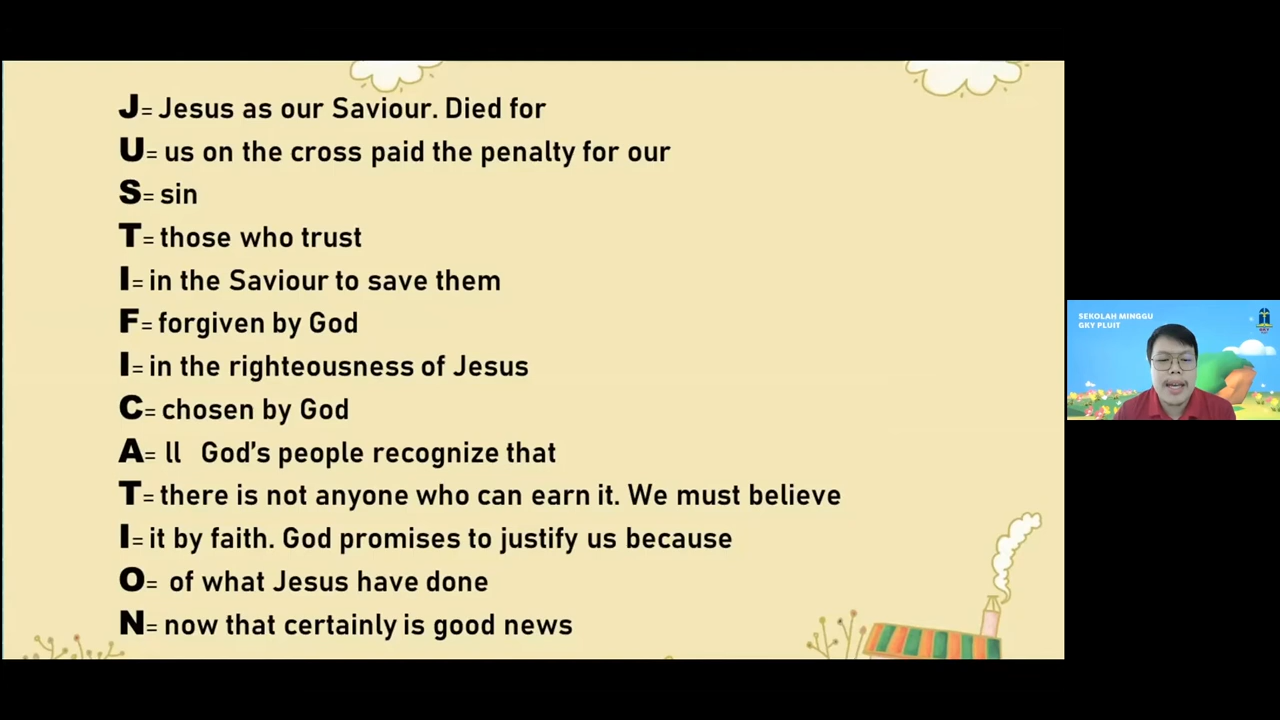 J= Jesus as our Saviour. Died for
U= us on the cross paid the penalty for our
S= sin
T= those who trust
I= in the Saviour to save them
F= forgiven by God
I= in the righteousness of Jesus
C= chosen by God
A= ll God's people recognize that
T= there is not anyone who can earn it. We must believe
I= it by faith. God promises to justify us because
O= of what Jesus have done
N= now that certainly is good news
SEKOLAH MINGGU
GKY PLUIT